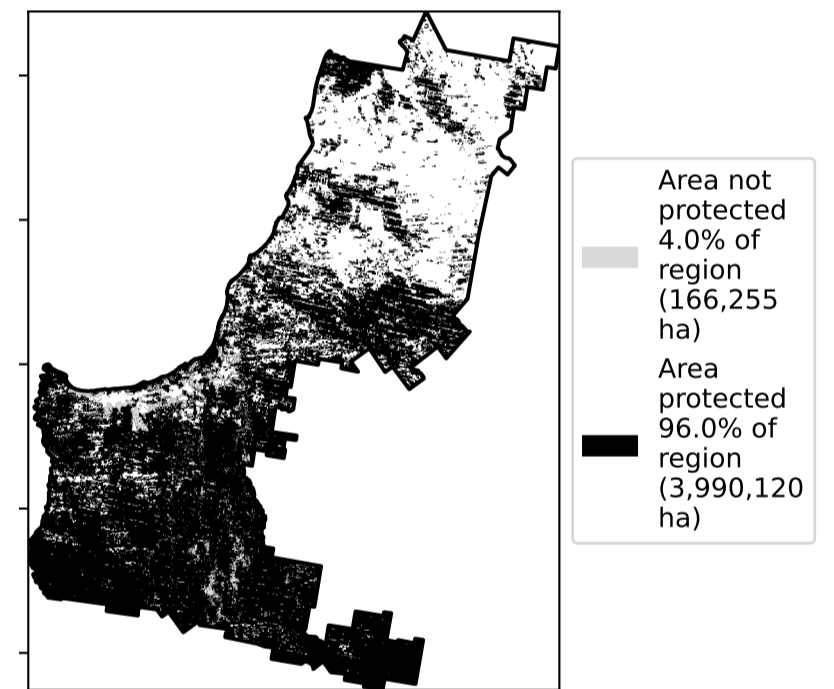 Area not
protected
4.0% of
region
(166,255
ha)
Area
protected
96.0% of
region
(3,990,120
ha)